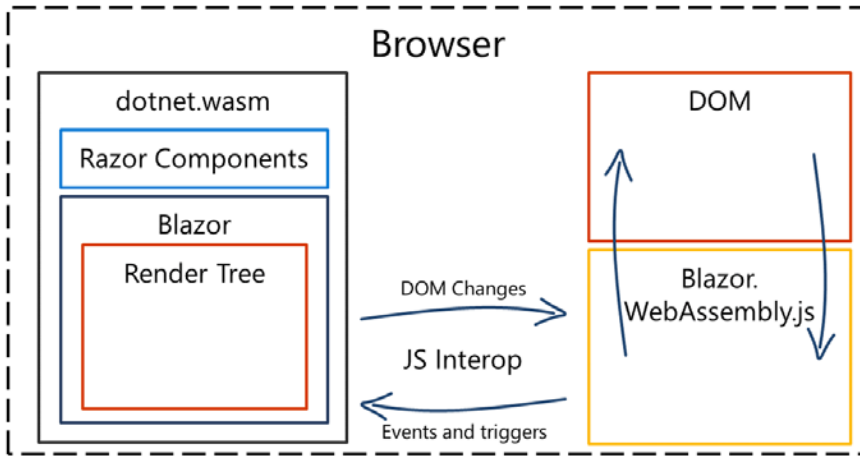 Browser
dotnet.wasm
Razor Components
Blazor
Render Tree
DOM Changes
JS Interop
Events and triggers
DOM
Blazor.
WebAssembly.js